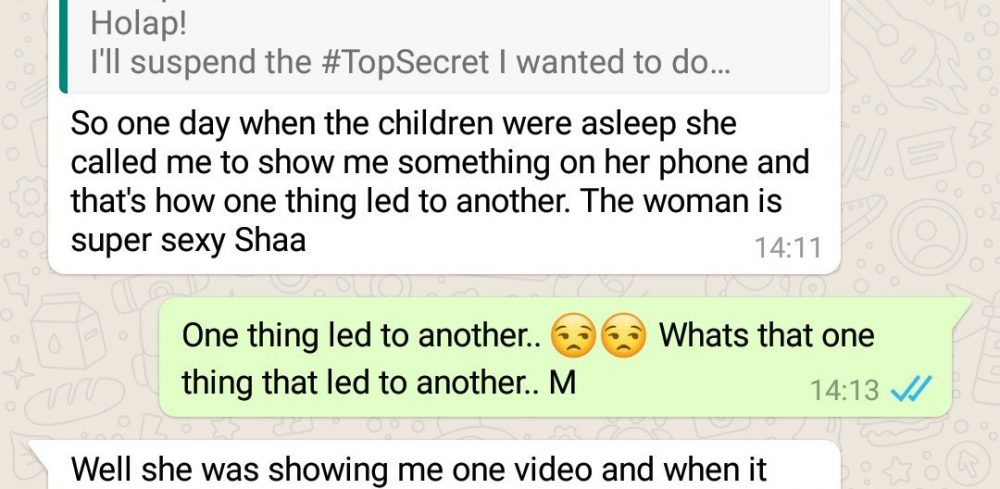 Holap!
I'll suspend the #TopSecret I wanted to do...
So one day when the children were asleep she
called me to show me something on her phone and
that's how one thing led to another. The woman is
super sexy Shaa
14:11
One thing led to another.. 😒😒 Whats that one
thing that led to another.. M
14:13
Well she was showing me one video and when it